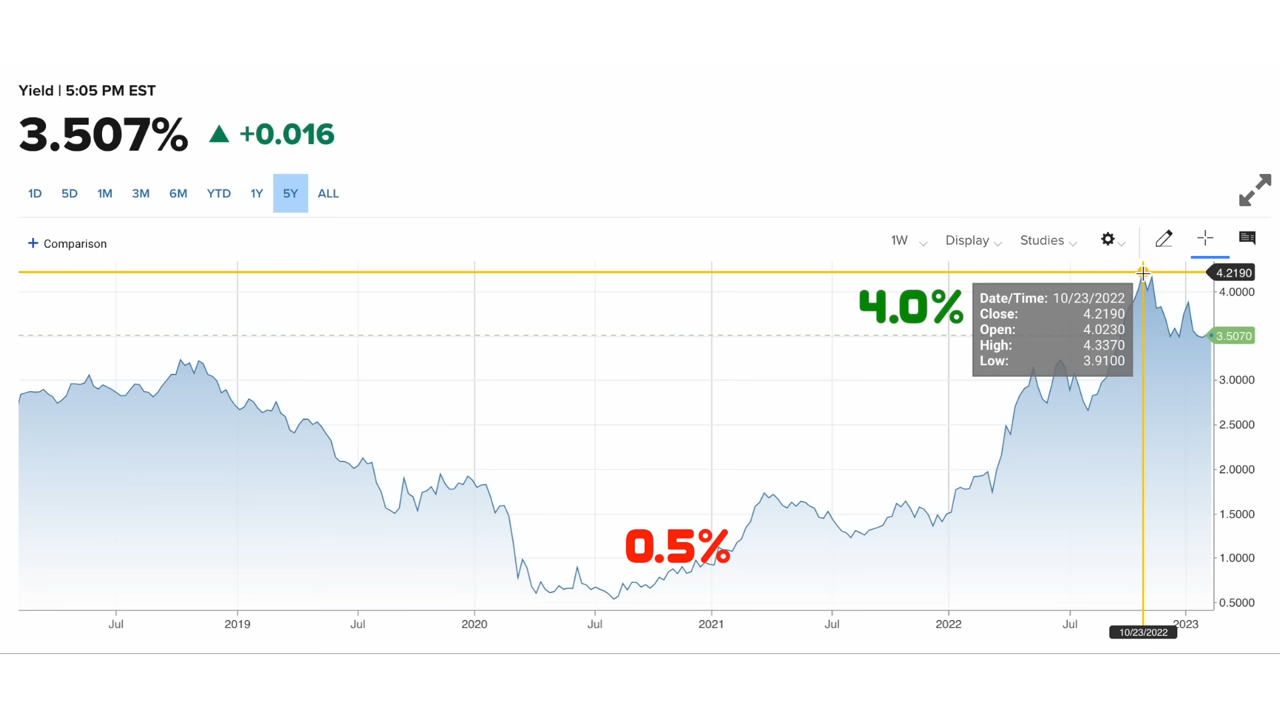 Yield | 5:05 PM EST
3.507% ▲ +0.016
1D 5D 1M 3M 6M YTD 1Y 5Y ALL
+ Comparison
1W Display Studies
4.2190
4.0000
4.0%
Date/Time: 10/23/2022
Close: 4.2190
Open: 4.0230
High: 4.3370
Low: 3.9100
3.5070
3.0000
2.5000
2.0000
1.5000
0.5%
1.0000
0.5000
Jul 2019 Jul 2020 Jul 2021 Jul 2022 Jul 2023
10/23/2022